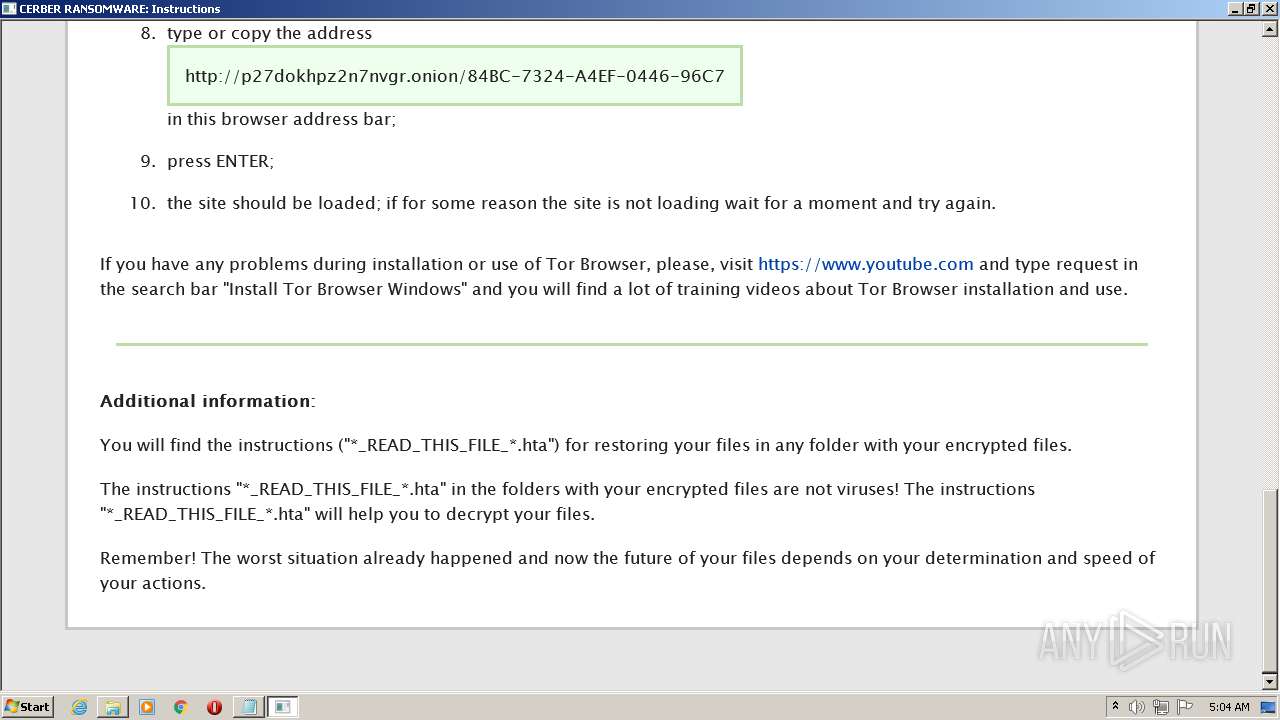 CERBER RANSOMWARE: Instructions
8. type or copy the address
http://p27dokhpz2n7nvgr.onion/84BC-7324-A4EF-0446-96C7
in this browser address bar;
9. press ENTER;
10. the site should be loaded; if for some reason the site is not loading wait for a moment and try again.
If you have any problems during installation or use of Tor Browser, please, visit https://www.youtube.com and type request in
the search bar "Install Tor Browser Windows" and you will find a lot of training videos about Tor Browser installation and use.
Additional information:
You will find the instructions ("*_READ_THIS_FILE_*.hta") for restoring your files in any folder with your encrypted files.
The instructions "*_READ_THIS_FILE_*.hta" in the folders with your encrypted files are not viruses! The instructions
"*_READ_THIS_FILE_*.hta" will help you to decrypt your files.
Remember! The worst situation already happened and now the future of your files depends on your determination and speed of
your actions.
ANY RUN
Start
5:04 AM